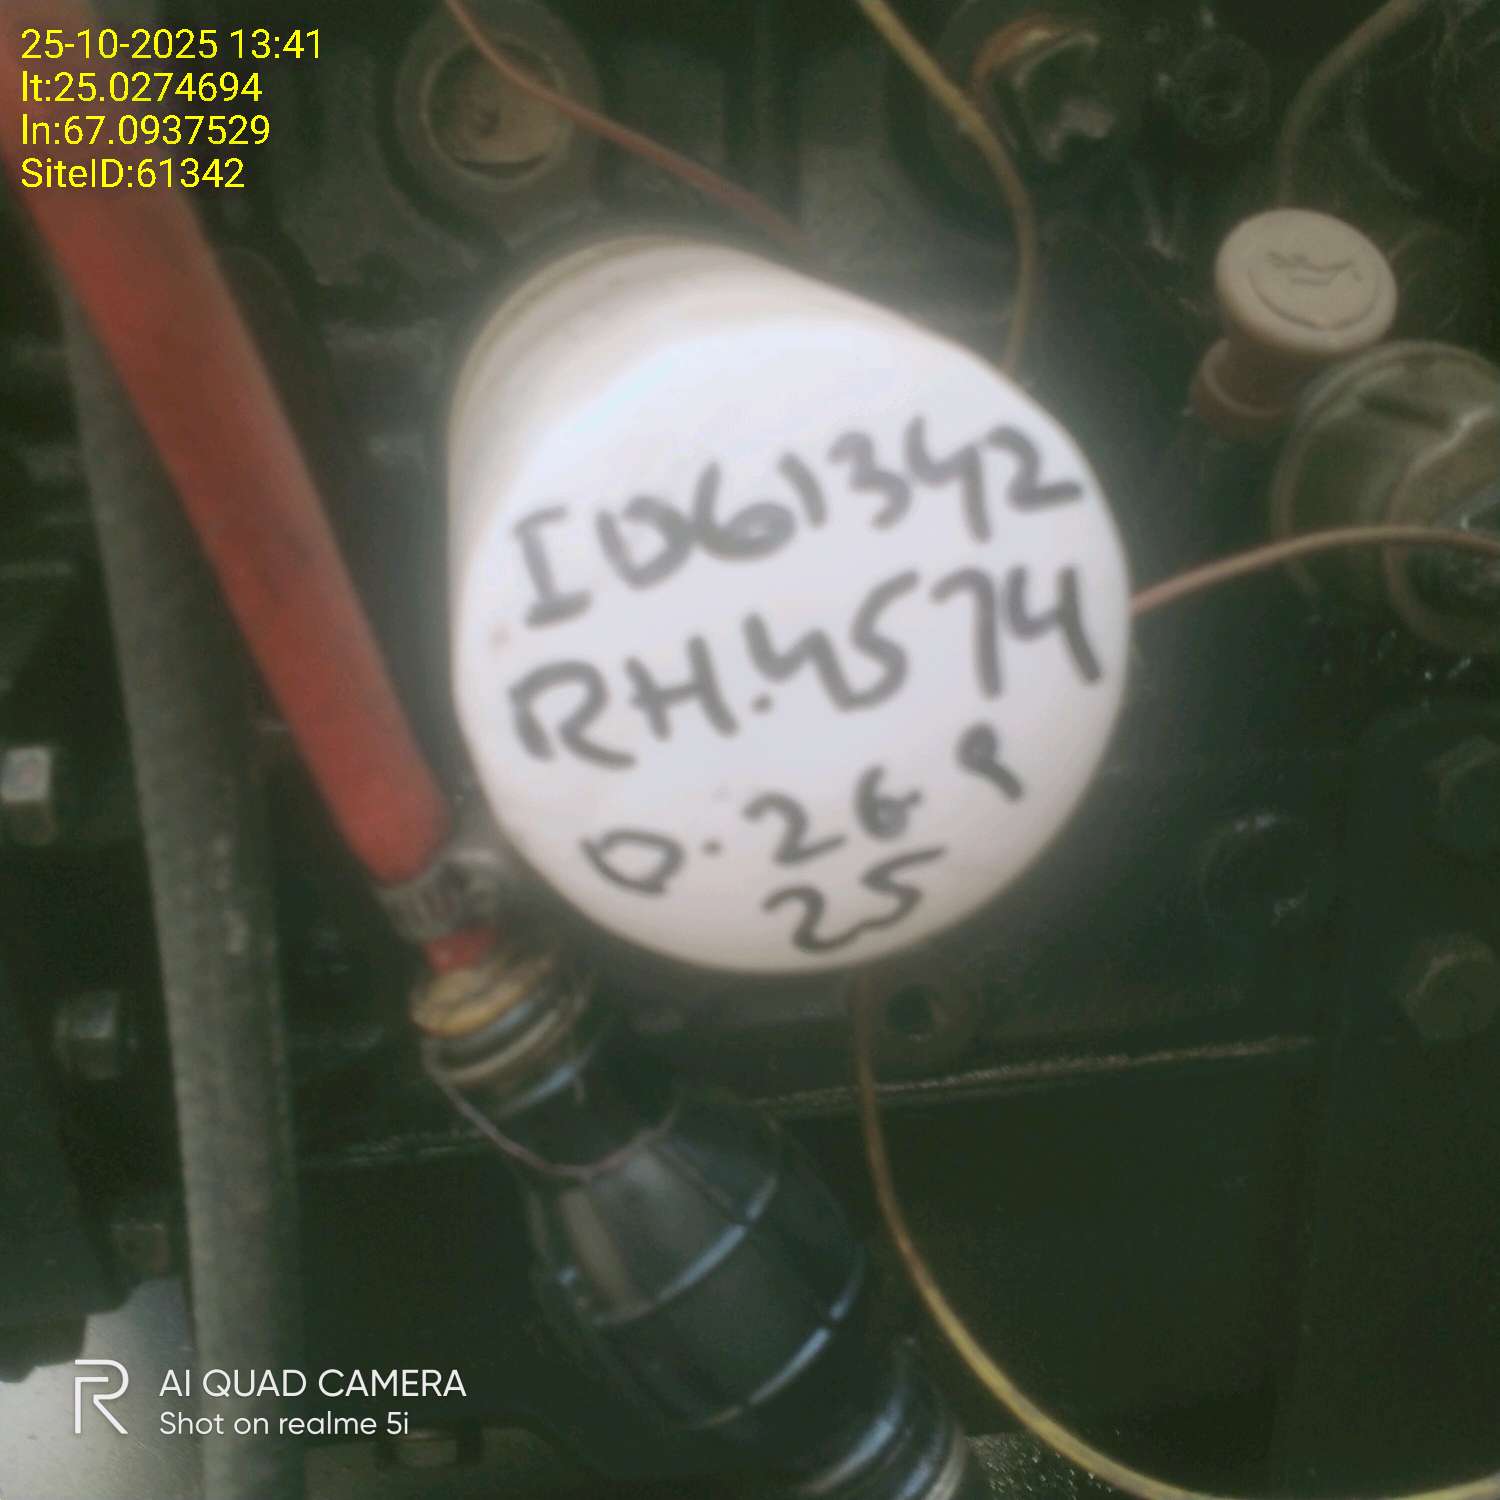 25-10-2025 13:41
lt:25.0274694
ln:67.0937529
SiteID:61342
ID61342
RH.4574
D.26 9
25
AI QUAD CAMERA
Shot on realme 5i